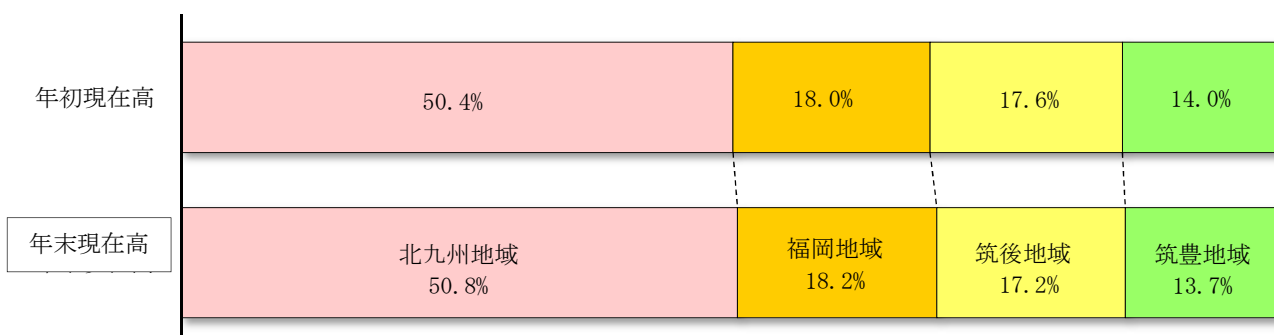 年初現在高
50.4%
18.0%
17.6%
14.0%
年末現在高
北九州地域
50.8%
福岡地域
18.2%
筑後地域
17.2%
筑豊地域
13.7%